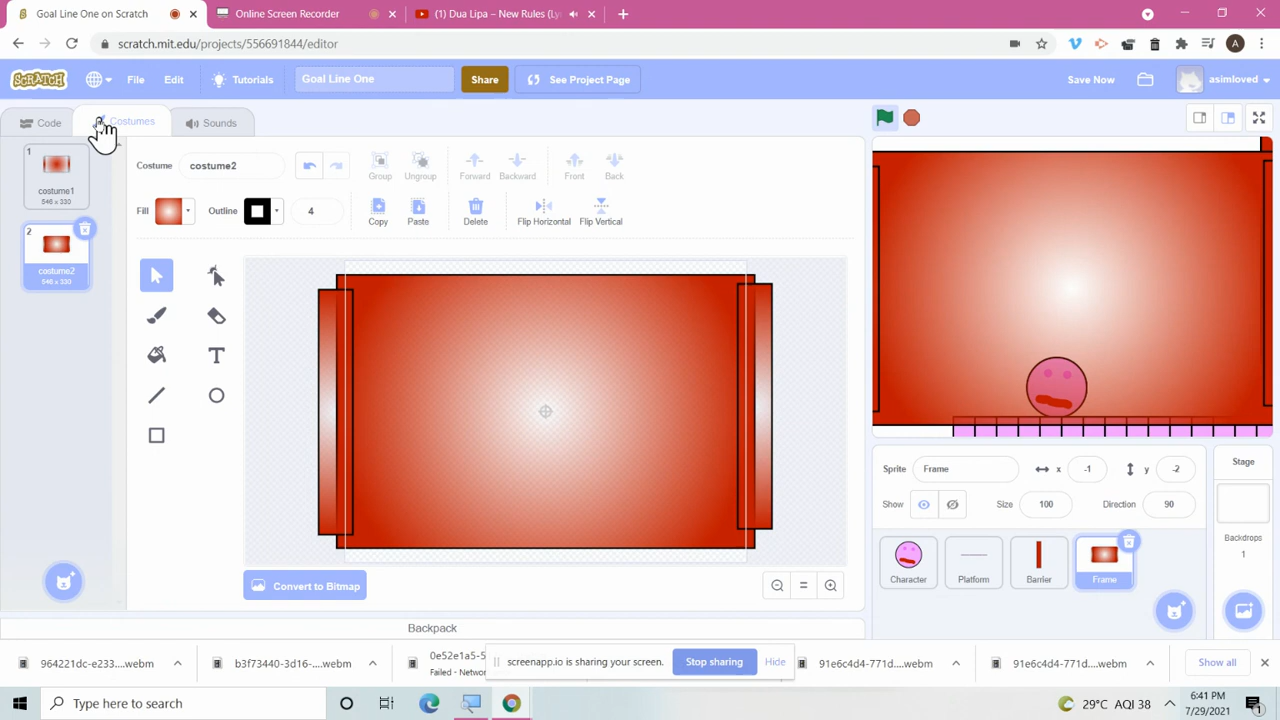 Goal Line One on Scratch
Online Screen Recorder
(1) Dua Lipa – New Rules (Ly
scratch.mit.edu/projects/556691844/editor
A
SCRATCH
File
Edit
Tutorials
Goal Line One
Share
See Project Page
Save Now
asimloved
Code
Costumes
Sounds
1
costume1
546 x 330
2
costume2
546 x 330
Costume
costume2
Group
Ungroup
Forward
Backward
Front
Back
Fill
Outline
4
Copy
Paste
Delete
Flip Horizontal
Flip Vertical
T
Convert to Bitmap
Backpack
Sprite
Frame
x
-1
y
-2
Show
Size
100
Direction
90
Character
Platform
Barrier
Frame
Stage
Backdrops
1
964221dc-e233....webm
b3f73440-3d16-....webm
0e52e1a5-5
Failed - Networ
screenapp.io is sharing your screen.
Stop sharing
Hide
91e6c4d4-771d....webm
91e6c4d4-771d....webm
Show all
Type here to search
29°C AQI 38
6:41 PM
7/29/2021
1